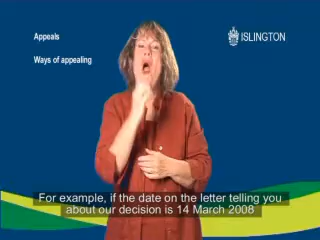 Appeals
ISLINGTON
Ways of appealing
For example, if the date on the letter telling you
about our decision is 14 March 2008